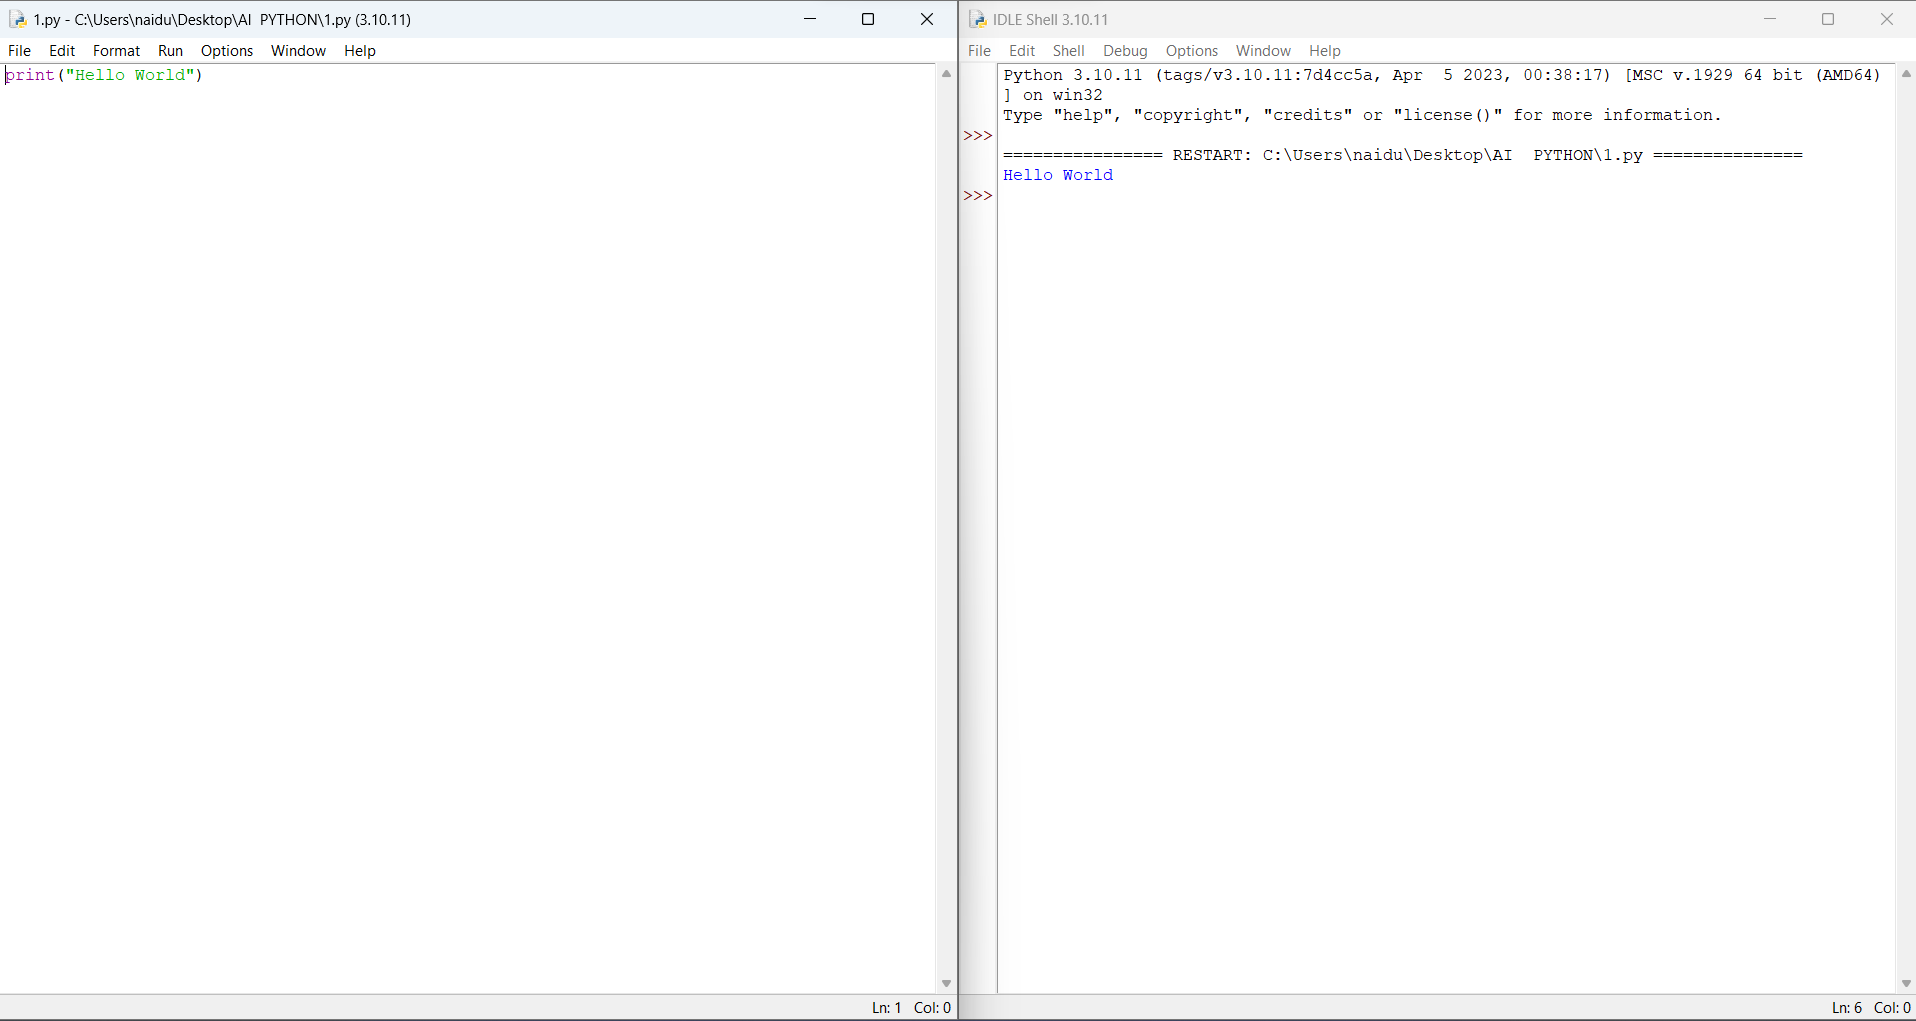 1.py - C:\Users\naidu\Desktop\AI  PYTHON\1.py (3.10.11)
File Edit Format Run Options Window Help
print("Hello World")
Ln: 1 Col: 0
IDLE Shell 3.10.11
File Edit Shell Debug Options Window Help
Python 3.10.11 (tags/v3.10.11:7d4cc5a, Apr  5 2023, 00:38:17) [MSC v.1929 64 bit (AMD64)
] on win32
Type "help", "copyright", "credits" or "license()" for more information.
>>>
================ RESTART: C:\Users\naidu\Desktop\AI  PYTHON\1.py ===============
Hello World
>>>
Ln: 6 Col: 0